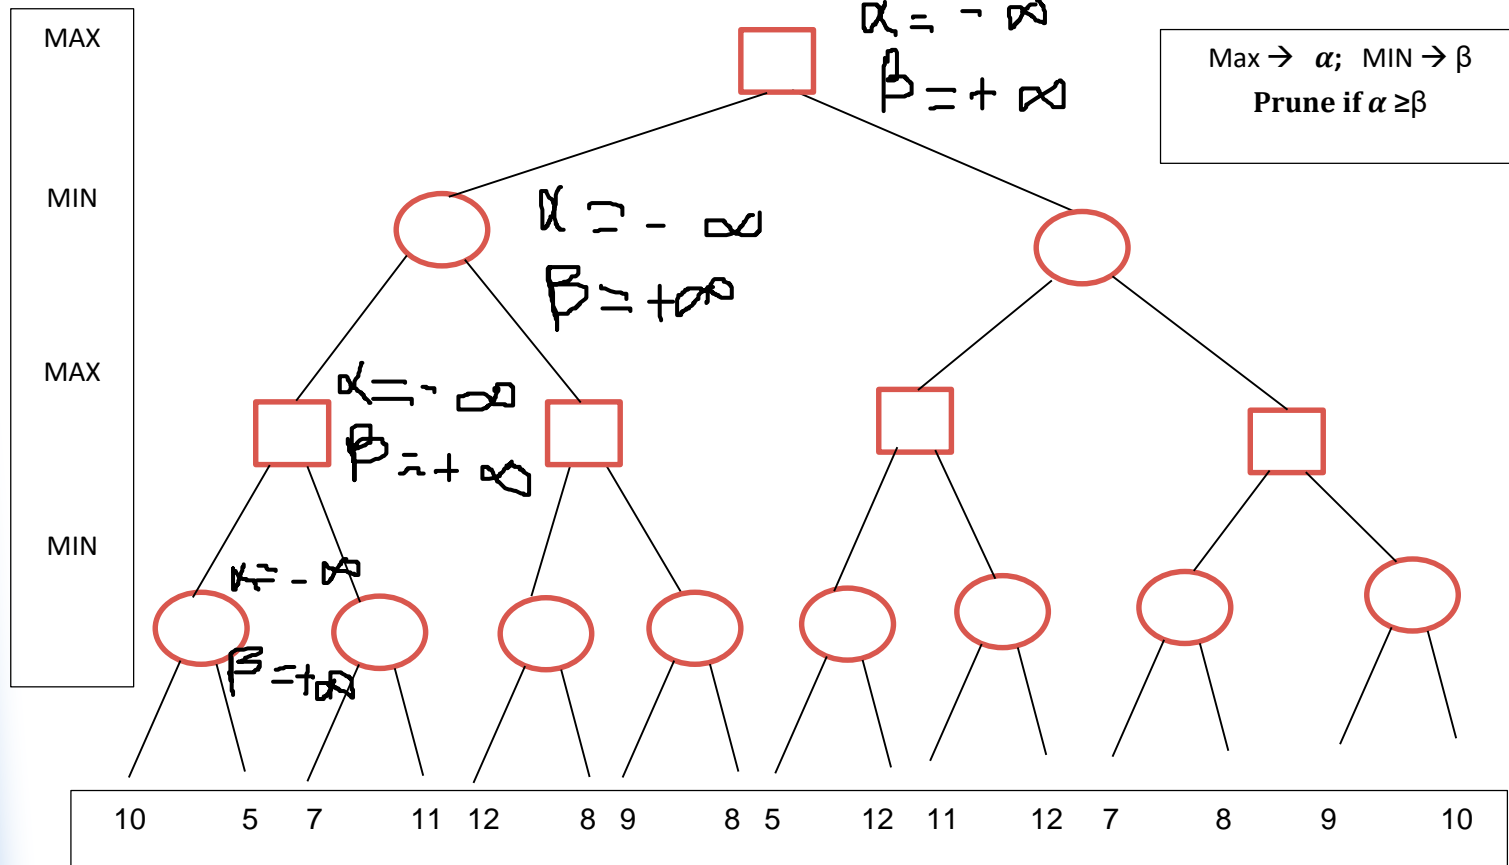 MAX
α = - ∞
β = + ∞
Max → α; MIN → β
Prune if α ≥β
MIN
α = - ∞
β = +∞
MAX
α = - ∞
β = + ∞
MIN
α = - ∞
β = +∞
10 5 7 11 12 8 9 8 5 12 11 12 7 8 9 10